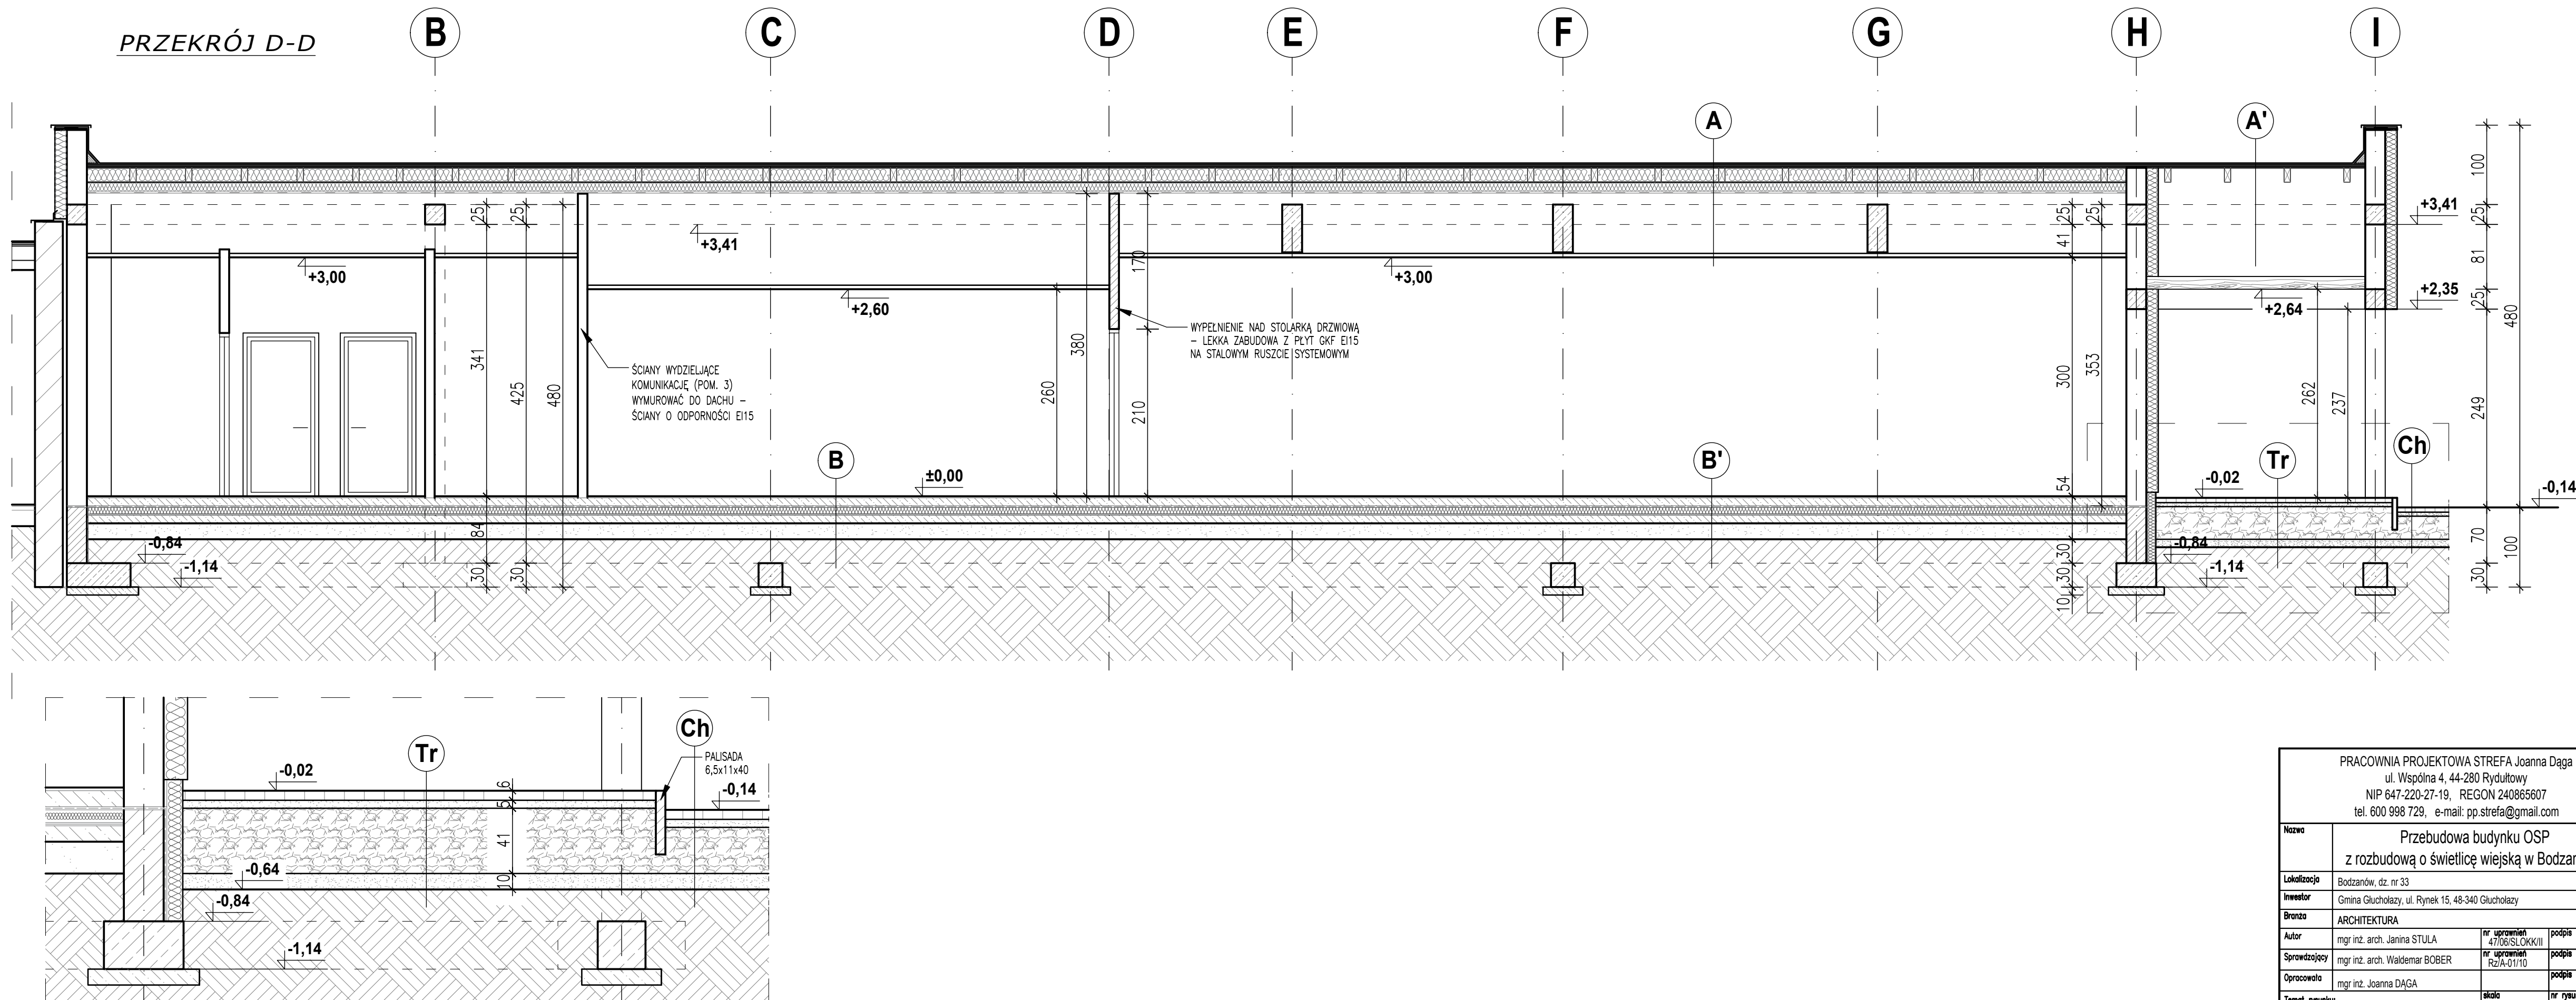 PRZEKRÓJ D-D
B
C
D
E
F
G
H
I
A
A'
+3,41
+3,41
+3,00
+2,60
+3,00
+2,64
+2,35
25
341
84
30
25
425
30
480
380
260
170
210
25
41
300
54
30
30
10
25
353
262
237
100
25
81
25
249
70
30
480
100
WYPEŁNIENIE NAD STOLARKĄ DRZWIOWĄ
– LEKKA ZABUDOWA Z PŁYT GKF EI15
NA STALOWYM RUSZCIE SYSTEMOWYM
ŚCIANY WYDZIELJĄCE
KOMUNIKACJĘ (POM. 3)
WYMUROWAĆ DO DACHU –
ŚCIANY O ODPORNOŚCI EI15
B
B'
Tr
Ch
±0,00
-0,02
-0,14
-0,84
-1,14
-0,84
-1,14
Tr
Ch
PALISADA
6,5x11x40
-0,02
-0,14
6
5
41
10
-0,64
-0,84
-1,14
PRACOWNIA PROJEKTOWA STREFA Joanna Dąga
ul. Wspólna 4, 44-280 Rydułtowy
NIP 647-220-27-19, REGON 240865607
tel. 600 998 729, e-mail: pp.strefa@gmail.com
Nazwa
Przebudowa budynku OSP
z rozbudową o świetlicę wiejską w
Lokalizacja Bodzanów, dz. nr 33
Inwestor Gmina Głuchołazy, ul. Rynek 15, 48-340 Głuchołazy
Branża ARCHITEKTURA
Autor mgr inż. arch. Janina STULA nr uprawnień 47/06/SLOKK/II podpis
Sprawdzający mgr inż. arch. Waldemar BOBER nr uprawnień Rz/A-01/10 podpis
Opracowała mgr inż. Joanna DĄGA podpis
skala